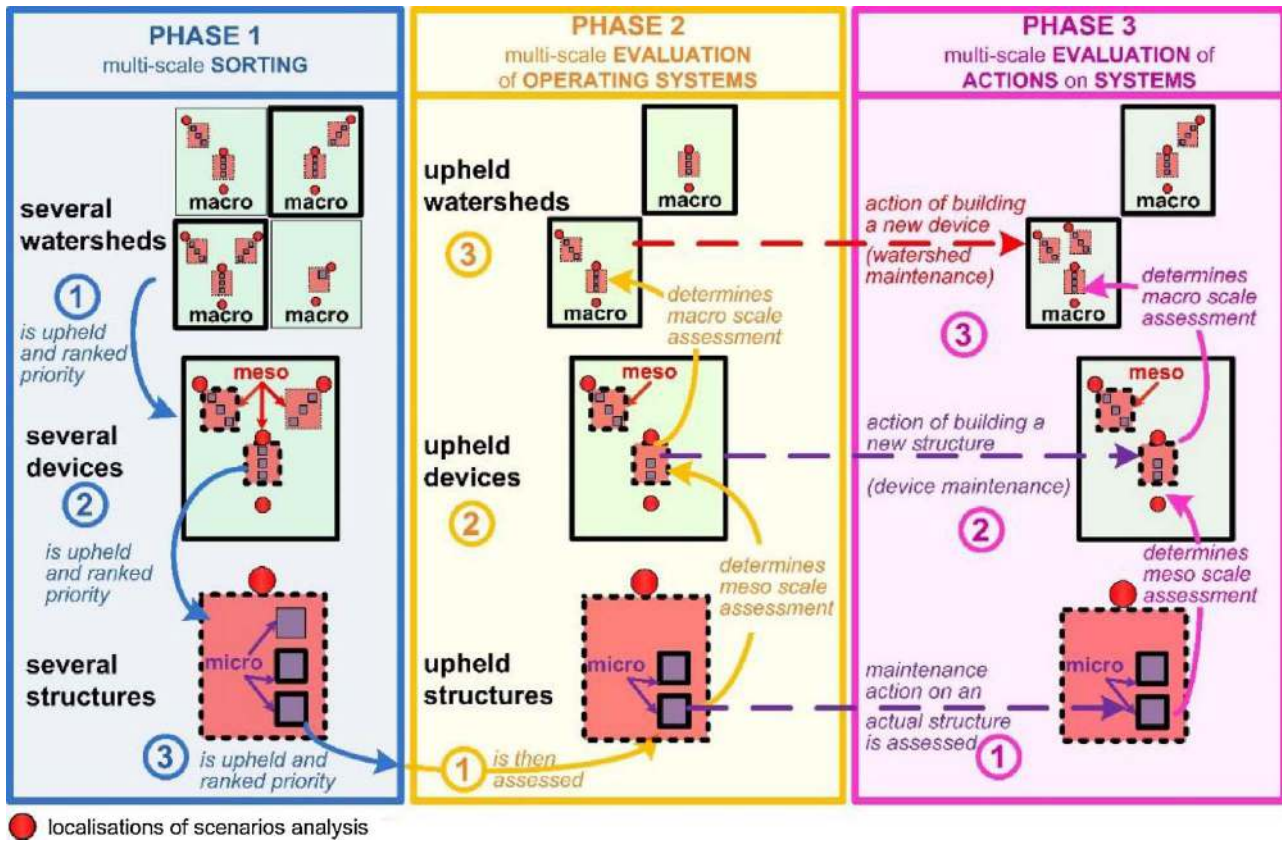 PHASE 1
multi-scale SORTING
several
watersheds
macro
macro
macro
macro
1
is upheld
and ranked
priority
meso
several
devices
2
is upheld
and ranked
priority
several
structures
micro
3
is upheld and
ranked priority
PHASE 2
multi-scale EVALUATION
of OPERATING SYSTEMS
upheld
watersheds
3
macro
macro
determines
macro scale
assessment
meso
upheld
devices
2
determines
meso scale
assessment
upheld
structures
micro
1
is then
assessed
PHASE 3
multi-scale EVALUATION of
ACTIONS on SYSTEMS
macro
action of building
a new device
(watershed
maintenance)
macro
determines
macro scale
assessment
3
meso
action of building a
new structure
(device maintenance)
2
determines
meso scale
assessment
maintenance
action on an
actual structure
is assessed
micro
1
localisations of scenarios analysis